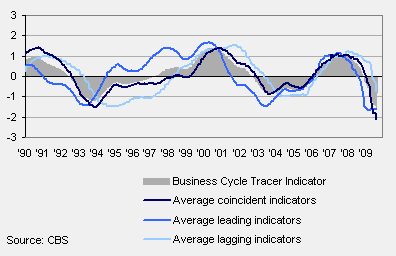 3
2
1
0
-1
-2
-3
'90 '91 '92 '93 '94 '95 '96 '97 '98 '99 '00 '01 '02 '03 '04 '05 '06 '07 '08 '09
Business Cycle Tracer Indicator
Average coincident indicators
Average leading indicators
Average lagging indicators
Source: CBS